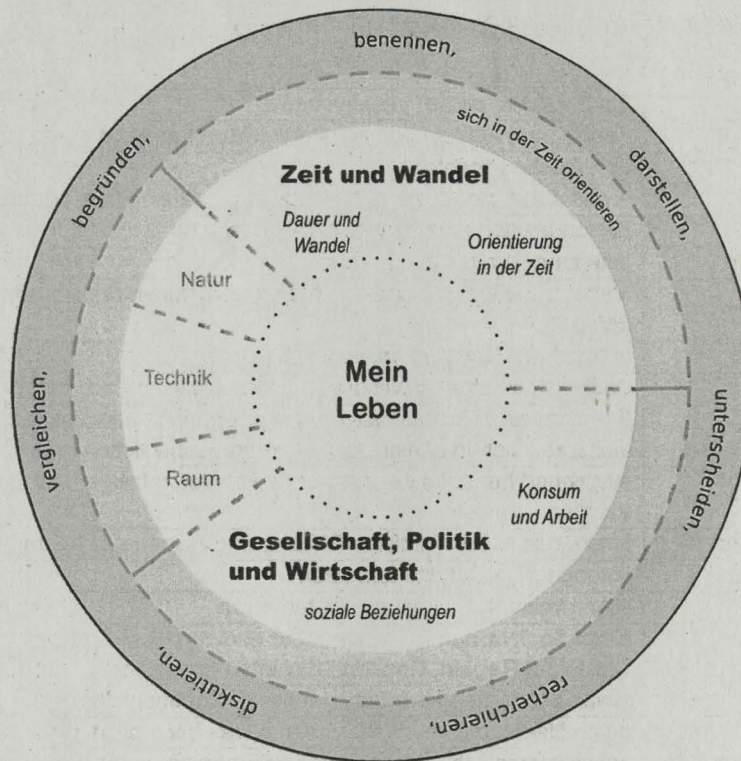 benennen,
darstellen,
unterscheiden,
recherchieren,
diskutieren,
vergleichen,
begründen,
sich in der Zeit orientieren
Zeit und Wandel
Dauer und
Wandel
Orientierung
in der Zeit
Natur
Technik
Raum
Mein
Leben
Konsum
und Arbeit
Gesellschaft, Politik
und Wirtschaft
soziale Beziehungen